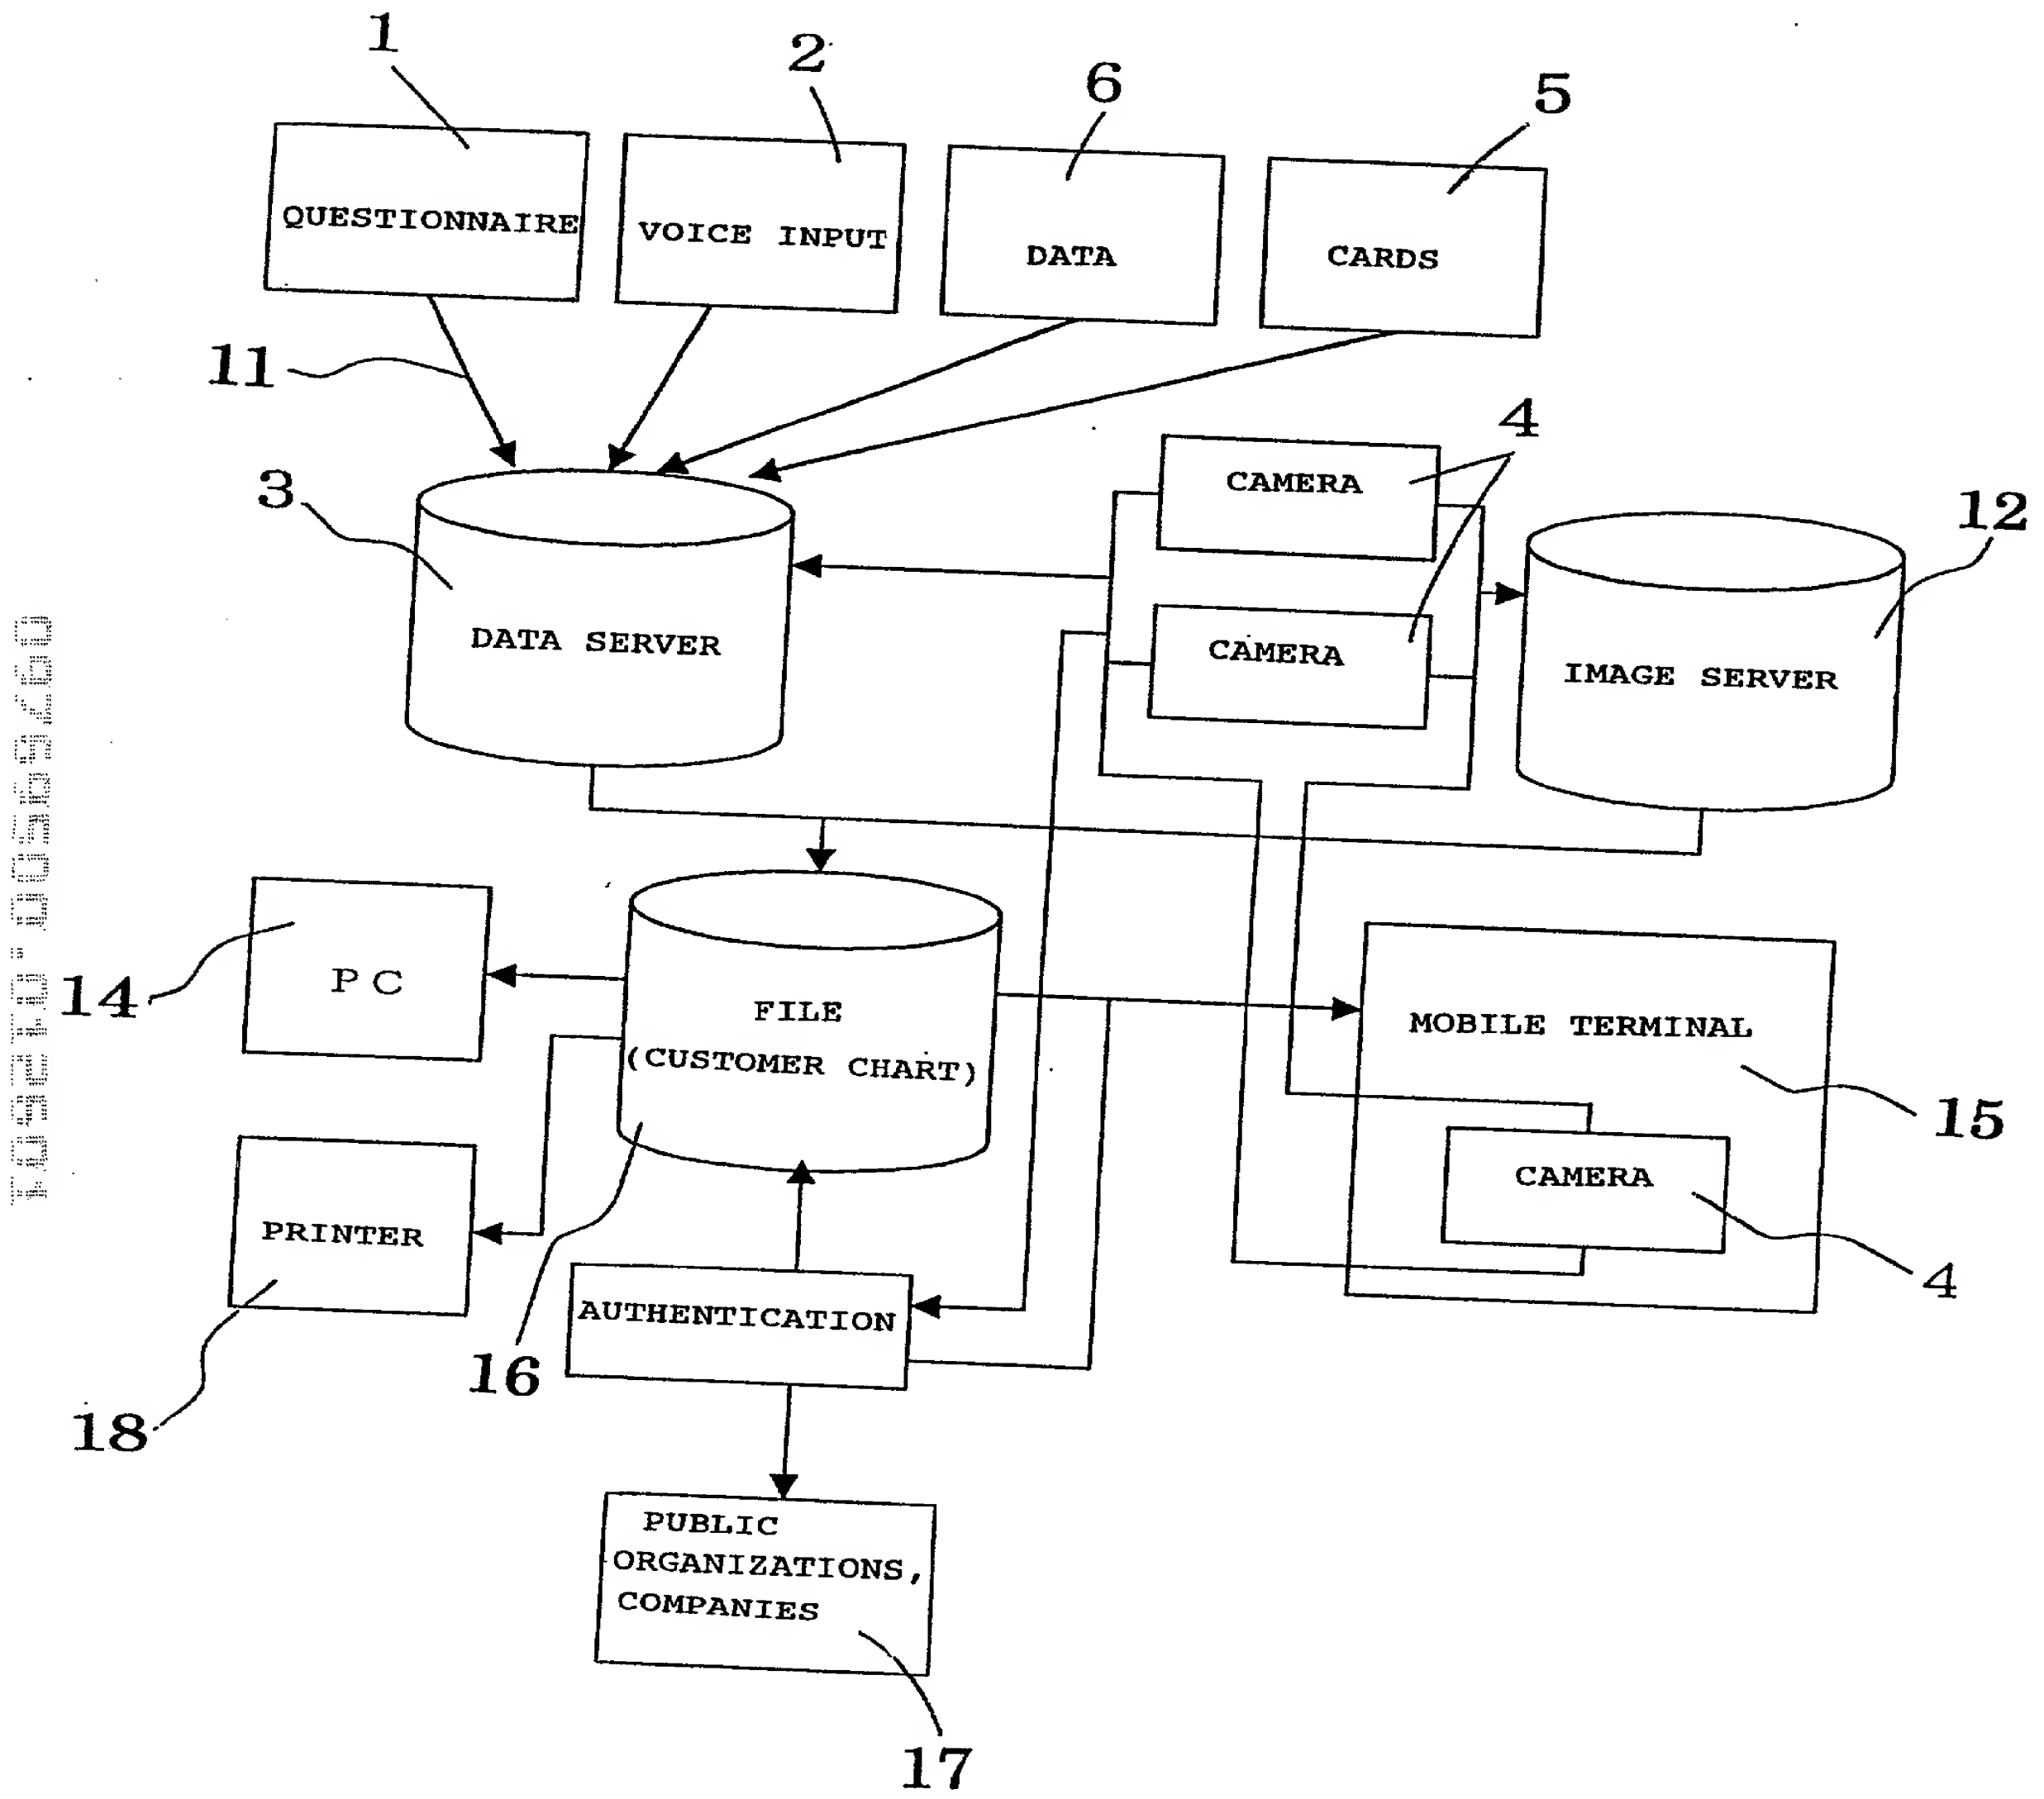 1
2
6
5
QUESTIONNAIRE
VOICE INPUT
DATA
CARDS
11
4
3
CAMERA
12
DATA SERVER
CAMERA
IMAGE SERVER
14
PC
FILE
(CUSTOMER CHART)
MOBILE TERMINAL
15
CAMERA
PRINTER
4
AUTHENTICATION
16
18
PUBLIC
ORGANIZATIONS,
COMPANIES
17